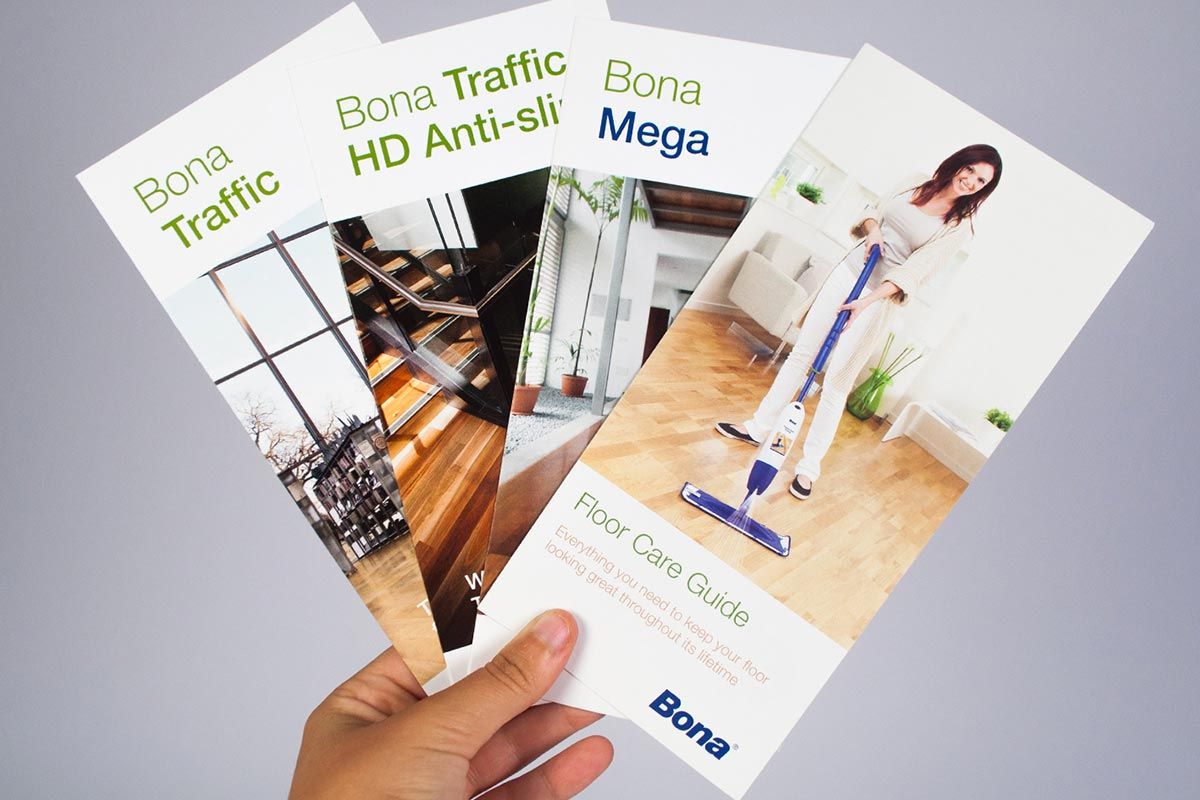 Bona
Traffic
Bona Traffic
HD Anti-sli
Bona
Mega
Floor Care Guide
Everything you need to keep your floor
looking great throughout its lifetime
Bona®